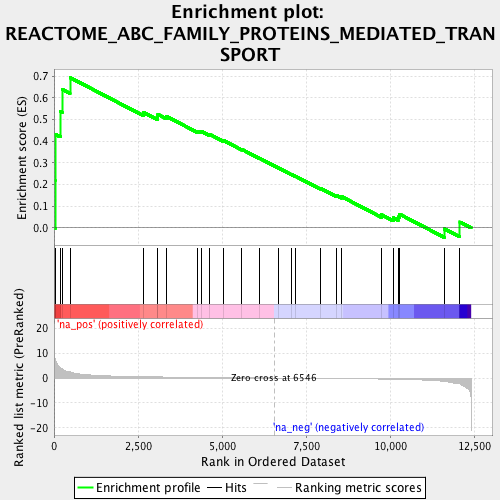 Enrichment plot:
REACTOME_ABC_FAMILY_PROTEINS_MEDIATED_TRAN
SPORT
Enrichment score (ES)
0.7
0.6
0.5
0.4
0.3
0.2
0.1
0.0
'na_pos' (positively correlated)
Ranked list metric (PreRanked)
20
10
0
-10
-20
Zero cross at 6546
'na_neg' (negatively correlated)
0
2,500
5,000
7,500
10,000
12,500
Rank in Ordered Dataset
Enrichment profile
Hits
Ranking metric scores